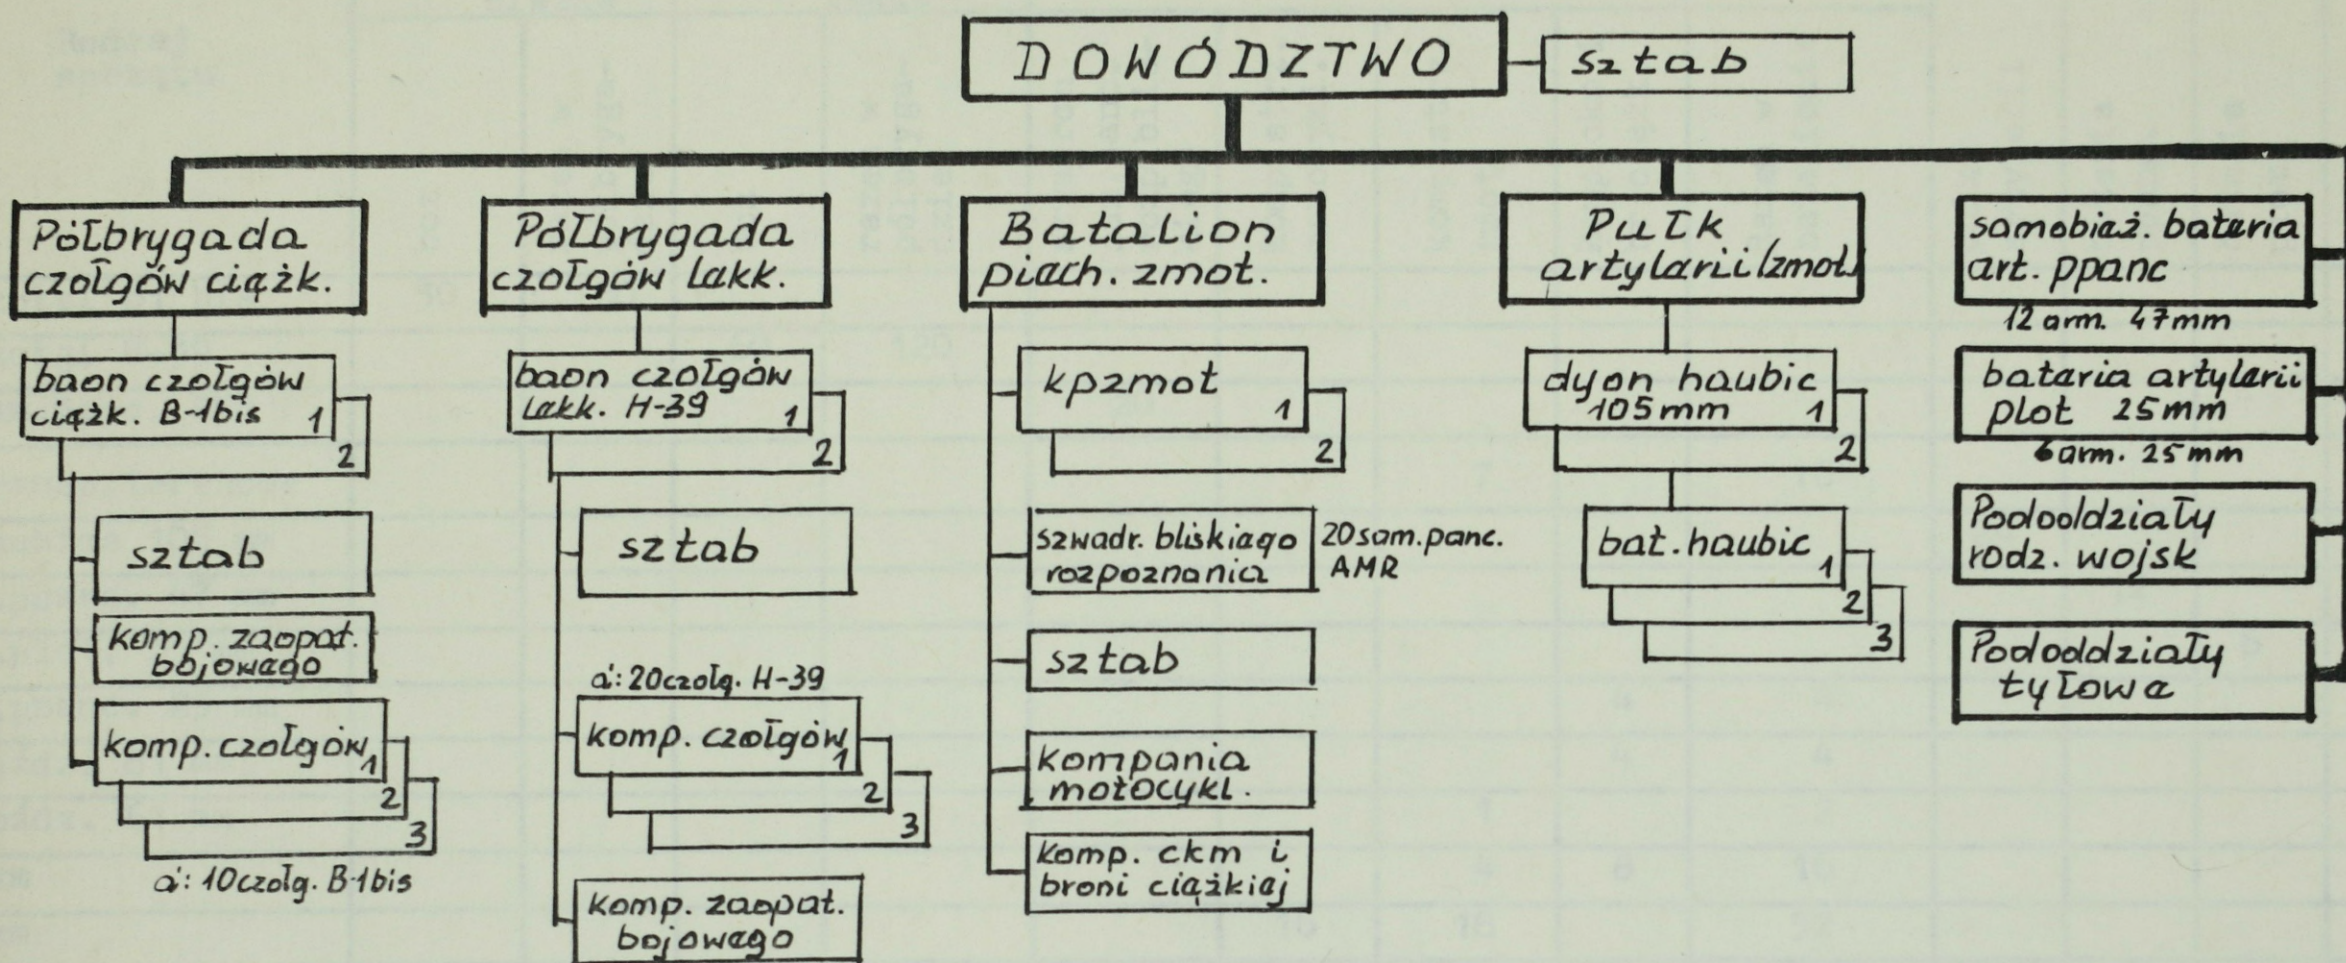 DOWÓDZTWO
sztab
Półbrygada
czołgów ciężk.
baon czołgów
ciężk. B-1bis 1
2
sztab
komp. zaopat.
bojowego
komp. czołgów
1
2
3
á: 10 czołg. B-1bis
Półbrygada
czołgów lekk.
baon czołgów
lekk. H-39 1
2
sztab
á: 20 czołg. H-39
komp. czołgów
1
2
3
komp. zaopat.
bojowego
Batalion
piech. zmot.
kpzmot
1
2
szwadr. bliskiego
rozpoznania
20 sam. panc.
AMR
sztab
kompania
motocykl.
komp. ckm i
broni ciężkiej
Pułk
artylerii (zmot)
dyon haubic
105mm 1
2
bat. haubic
1
2
3
samobież. bateria
art. ppanc
12 arm. 47mm
bateria artylerii
plot 25mm
6 arm. 25mm
Pododdziały
rodz. wojsk
Pododdziały
tyłowe